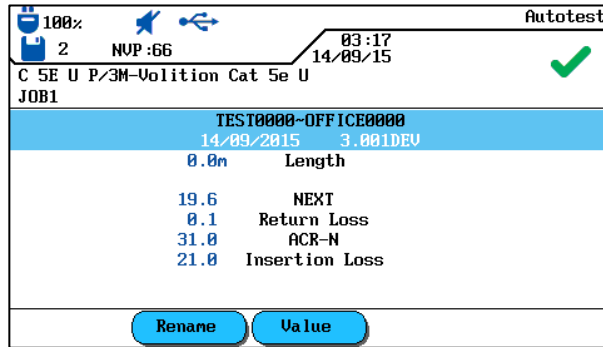 100% Autotest
2 NVP:66 03:17
14/09/15
C 5E U P/3M-Volition Cat 5e U
JOB1
TEST0000~OFFICE0000
14/09/2015 3.001DEV
0.0m Length
19.6 NEXT
0.1 Return Loss
31.0 ACR-N
21.0 Insertion Loss
Rename Value